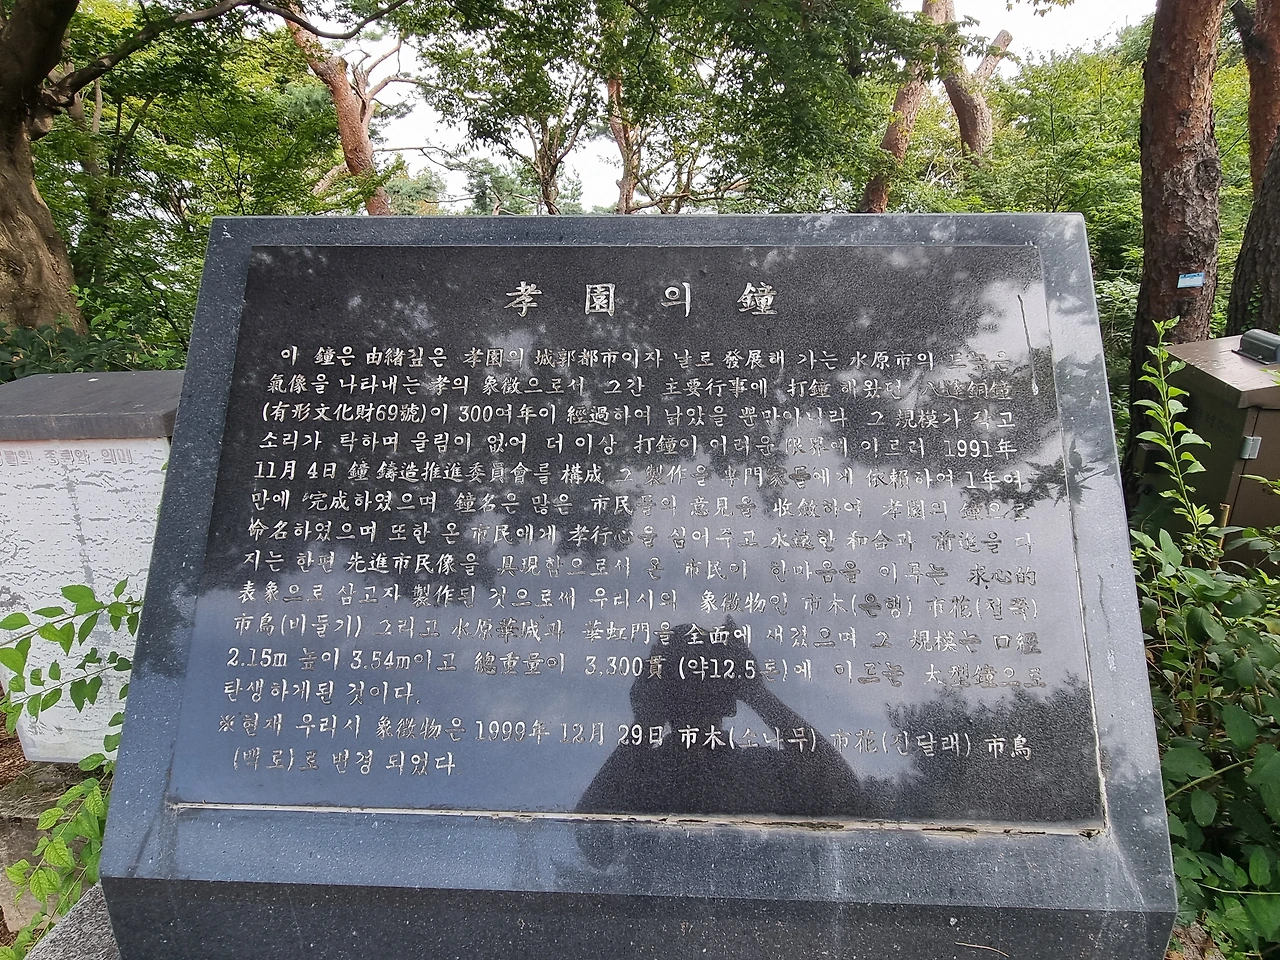 孝園의 鐘
이 鐘은 由緖깊은 孝園의 城郭都市이자 날로 發展해 가는 水原市의 드높은
氣像을 나타내는 孝의 象徵으로서 그간 主要行事에 打鐘 해왔던 八達銅鐘
(有形文化財69號)이 300여年이 經過하여 낡았을 뿐만아니라 그 規模가 작고
소리가 탁하며 울림이 없어 더 이상 打鐘이 어려운 限界에 이르러 1991年
11月 4日 鐘 鑄造推進委員會를 構成 그 製作을 專門家들에게 依賴하여 1年여
만에 完成하였으며 鐘名은 많은 市民들의 意見을 收斂하여 孝園의 鐘으로
命名하였으며 또한 온 市民에게 孝行心을 심어주고 永遠한 和合과 前進을 다
지는 한편 先進市民像을 具現함으로서 온 市民이 한마음을 이루는 求心的
表象으로 삼고자 製作된 것으로써 우리시의 象徵物인 市木(은행) 市花(철쭉)
市鳥(비둘기) 그리고 水原華城과 華虹門을 全面에 새겼으며 그 規模는 口經
2.15m 높이 3.54m이고 總重量이 3,300貫 (약12.5톤)에 이르는 大型鐘으로
탄생하게된 것이다.
※현재 우리시 象徵物은 1999年 12月 29日 市木(소나무) 市花(진달래) 市鳥
(백로)로 변경 되었다